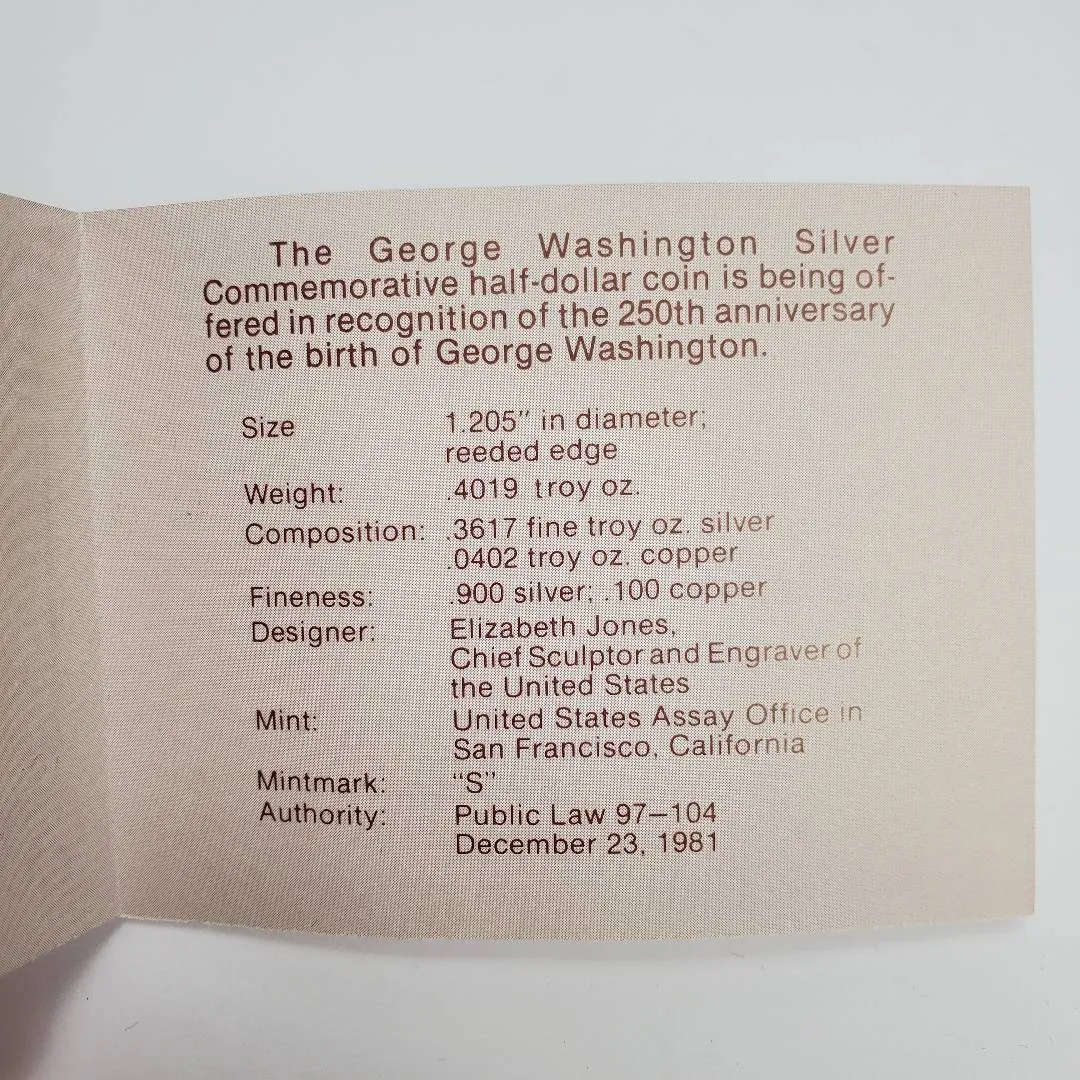 The George Washington Silver
Commemorative half-dollar coin is being of-
fered in recognition of the 250th anniversary
of the birth of George Washington.
Size 1.205" in diameter;
reeded edge
Weight: .4019 troy oz.
Composition: .3617 fine troy oz. silver
.0402 troy oz. copper
Fineness: .900 silver; .100 copper
Designer: Elizabeth Jones,
Chief Sculptor and Engraver of
the United States
Mint: United States Assay Office in
San Francisco, California
Mintmark: "S"
Authority: Public Law 97–104
December 23, 1981